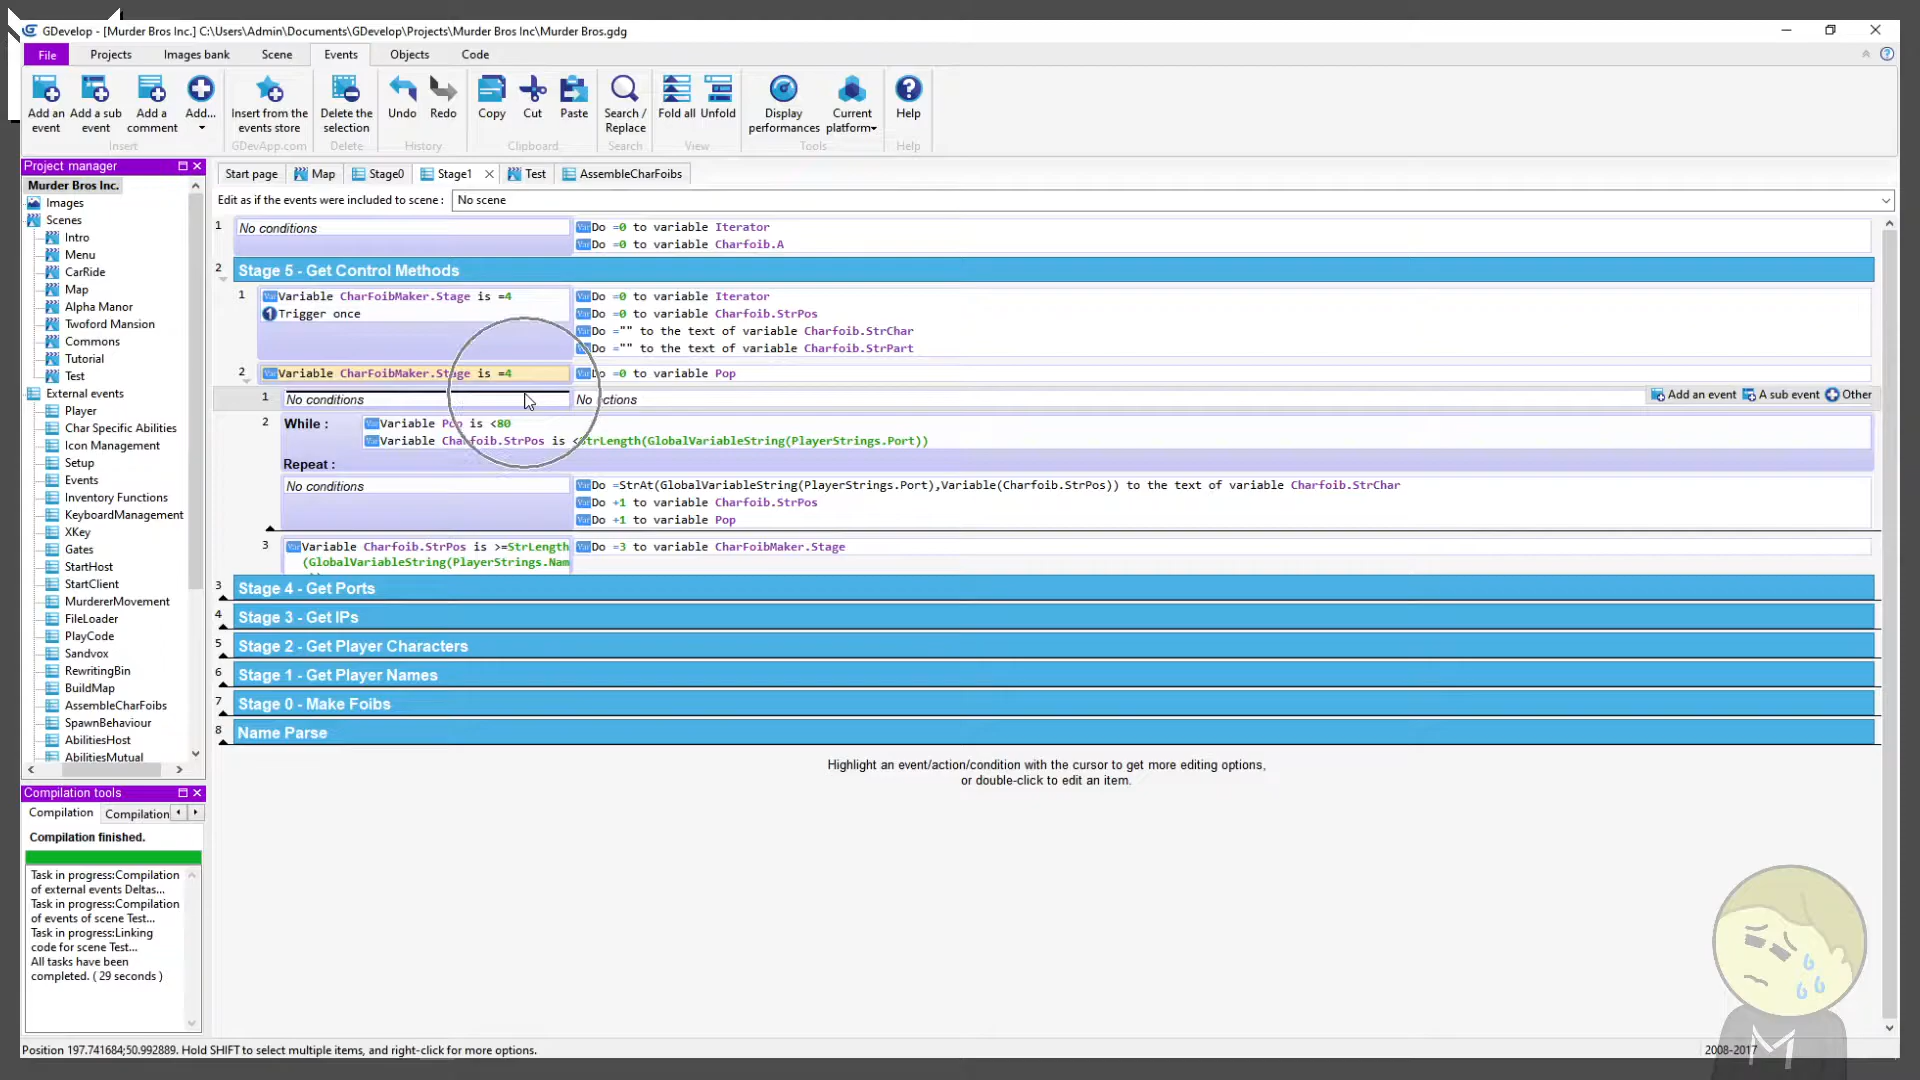 GDevelop - [Murder Bros Inc.] C:\Users\Admin\Documents\GDevelop\Projects\Murder Bros Inc\Murder Bros.gdg
File Projects Images bank Scene Events Objects Code
Add an event
Add a sub event
Add a comment
Add...
Insert from the events store
Delete the selection
Undo
Redo
Copy
Cut
Paste
Search / Replace
Fold all
Unfold
Display performances
Current platform
Help
Insert GDevApp.com Delete History Clipboard Search View Tools Help
Project manager
Murder Bros Inc.
Images
Scenes
Intro
Menu
CarRide
Map
Alpha Manor
Twoford Mansion
Commons
Tutorial
Test
External events
Player
Char Specific Abilities
Icon Management
Setup
Events
Inventory Functions
KeyboardManagement
XKey
Gates
StartHost
StartClient
MurdererMovement
FileLoader
PlayCode
Sandvox
RewritingBin
BuildMap
AssembleCharFoibs
SpawnBehaviour
AbilitiesHost
AbilitiesMutual
Compilation tools
Compilation Compilation
Compilation finished.
Task in progress:Compilation
of external events Deltas...
Task in progress:Compilation
of events of scene Test...
Task in progress:Linking
code for scene Test...
All tasks have been
completed. ( 29 seconds )
Start page Map Stage0 Stage1 Test AssembleCharFoibs
Edit as if the events were included to scene : No scene
1 No conditions Do =0 to variable Iterator
Do =0 to variable Charfoib.A
2 Stage 5 - Get Control Methods
1 Variable CharFoibMaker.Stage is =4 Do =0 to variable Iterator
1 Trigger once Do =0 to variable Charfoib.StrPos
Do ="" to the text of variable Charfoib.StrChar
Do ="" to the text of variable Charfoib.StrPart
2 Variable CharFoibMaker.Stage is =4 Do =0 to variable Pop
1 No conditions No actions Add an event A sub event Other
2 While : Variable Pop is <80
Variable Charfoib.StrPos is <StrLength(GlobalVariableString(PlayerStrings.Port))
Repeat :
No conditions Do =StrAt(GlobalVariableString(PlayerStrings.Port),Variable(Charfoib.StrPos)) to the text of variable Charfoib.StrChar
Do +1 to variable Charfoib.StrPos
Do +1 to variable Pop
3 Variable Charfoib.StrPos is >=StrLength Do =3 to variable CharFoibMaker.Stage
(GlobalVariableString(PlayerStrings.Nam
3 Stage 4 - Get Ports
4 Stage 3 - Get IPs
5 Stage 2 - Get Player Characters
6 Stage 1 - Get Player Names
7 Stage 0 - Make Foibs
8 Name Parse
Highlight an event/action/condition with the cursor to get more editing options,
or double-click to edit an item.
Position 197.741684;50.992889. Hold SHIFT to select multiple items, and right-click for more options. 2008-2017